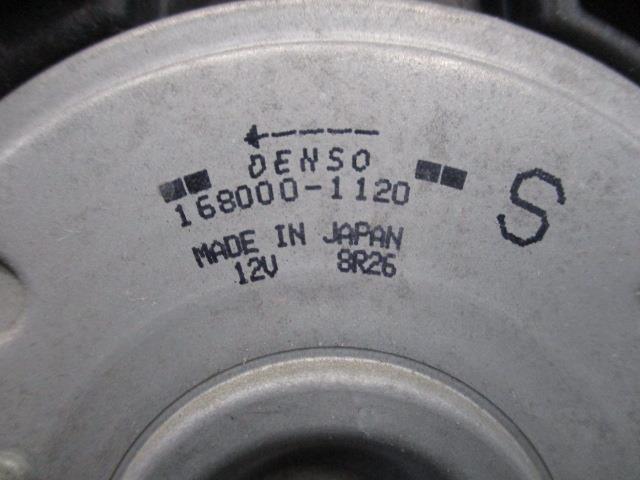 DENSO
168000-1120
S
MADE IN JAPAN
12V 8R26